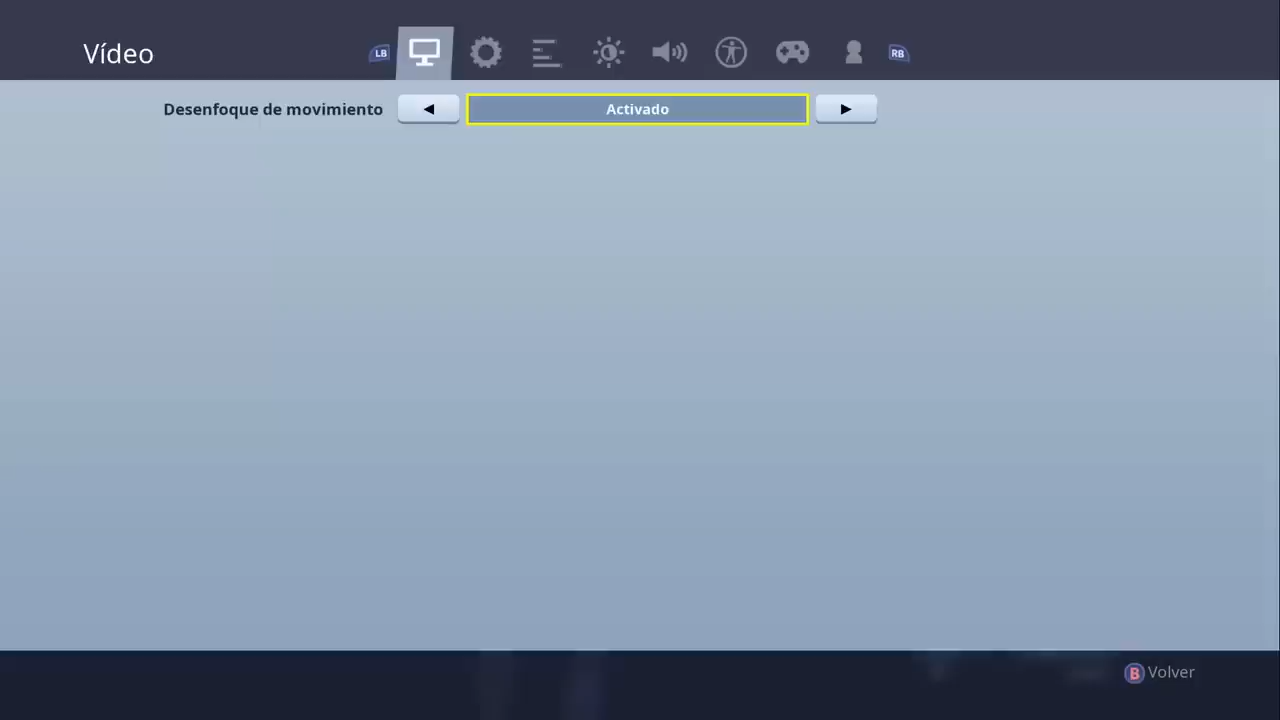 Vídeo
LB
RB
Desenfoque de movimiento
Activado
B Volver